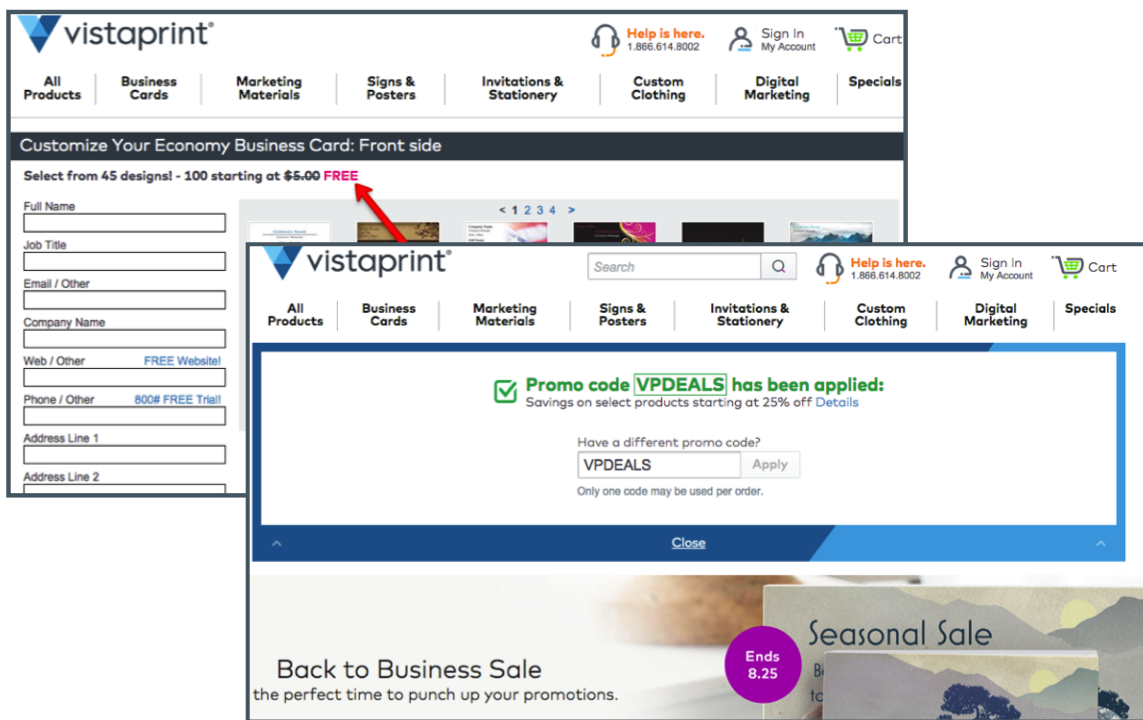 vistaprint®
Help is here.
1.866.614.8002
Sign In
My Account
Cart
All Products
Business Cards
Marketing Materials
Signs & Posters
Invitations & Stationery
Custom Clothing
Digital Marketing
Specials
Customize Your Economy Business Card: Front side
Select from 45 designs! - 100 starting at $5.00 FREE
Full Name
Job Title
Email / Other
Company Name
Web / Other FREE Website!
Phone / Other 800# FREE Trial!
Address Line 1
Address Line 2
< 1 2 3 4 >
vistaprint®
Search
Help is here.
1.866.614.8002
Sign In
My Account
Cart
All Products
Business Cards
Marketing Materials
Signs & Posters
Invitations & Stationery
Custom Clothing
Digital Marketing
Specials
Promo code VPDEALS has been applied:
Savings on select products starting at 25% off Details
Have a different promo code?
VPDEALS Apply
Only one code may be used per order.
Close
Back to Business Sale
the perfect time to punch up your promotions.
Ends
8.25
Seasonal Sale